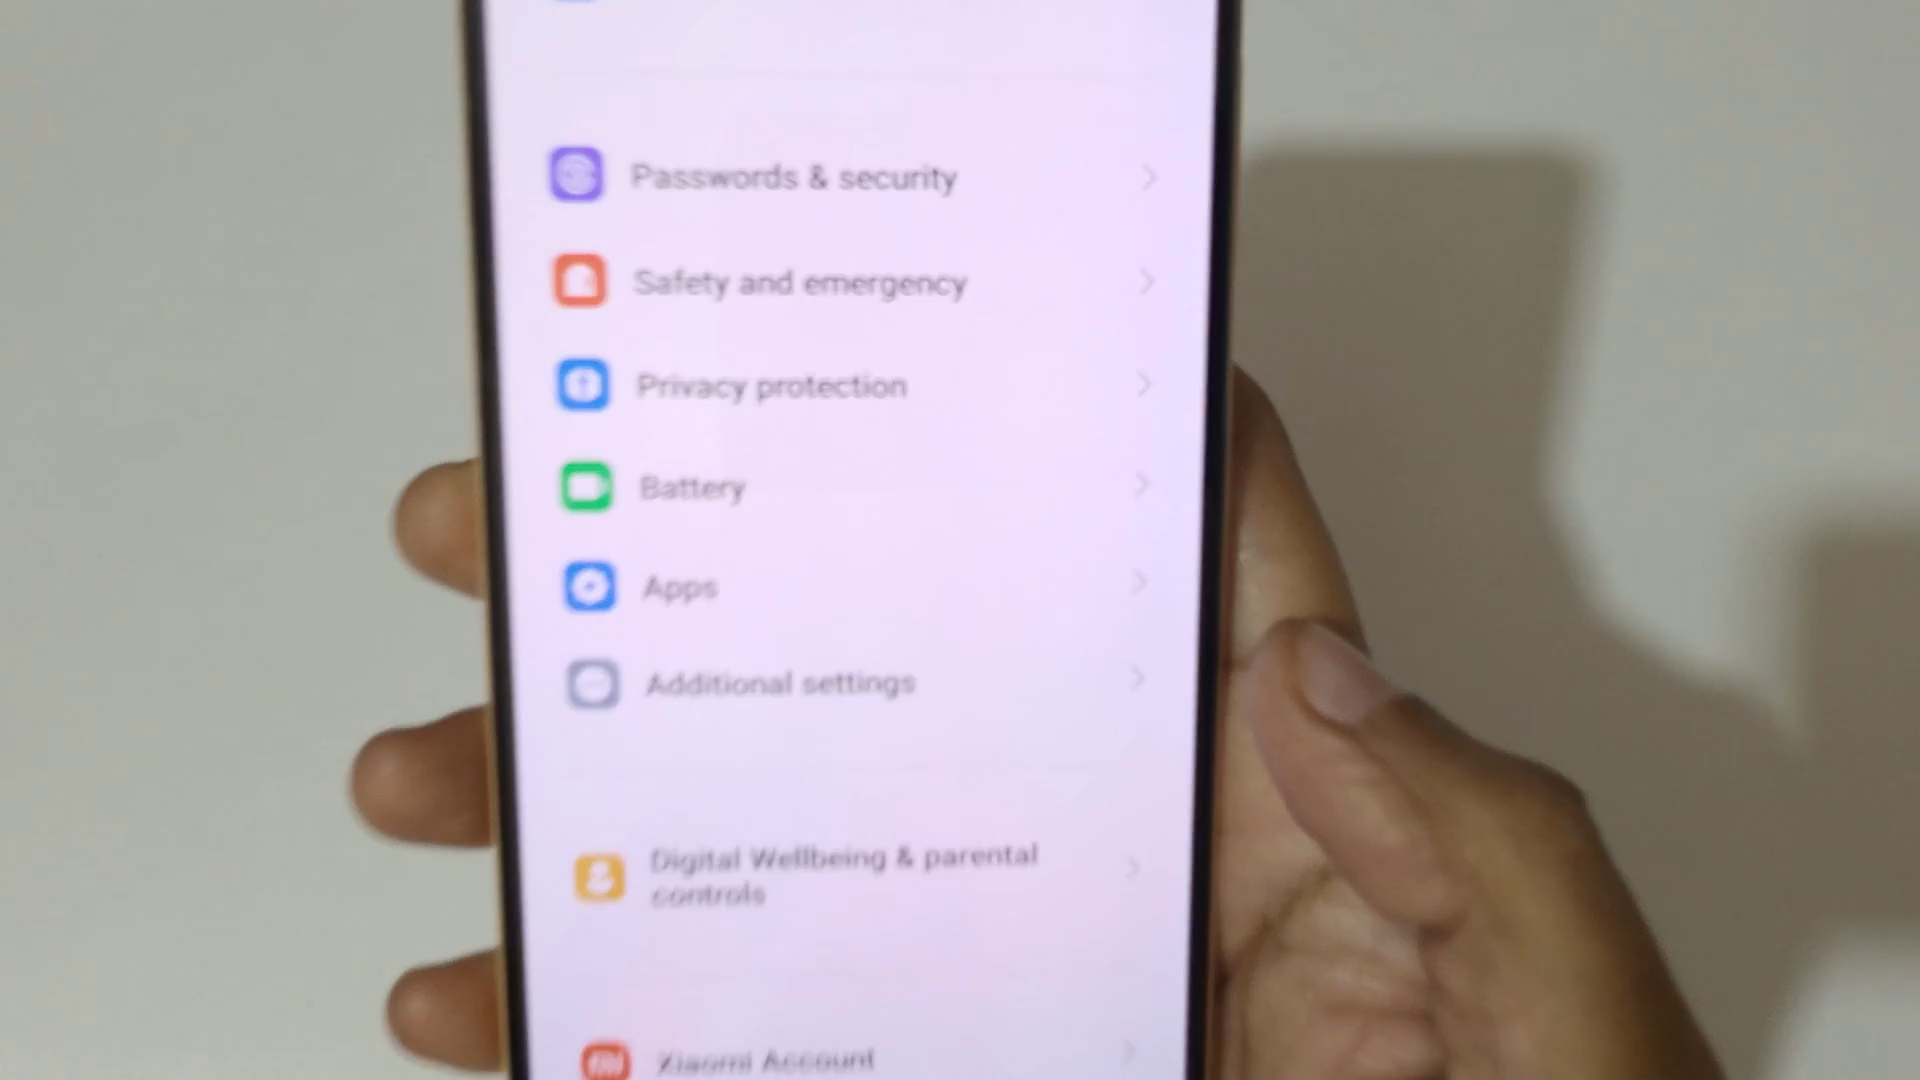 Passwords & security
Safety and emergency
Privacy protection
Battery
Apps
Additional settings
Digital Wellbeing & parental
controls
Xiaomi Account